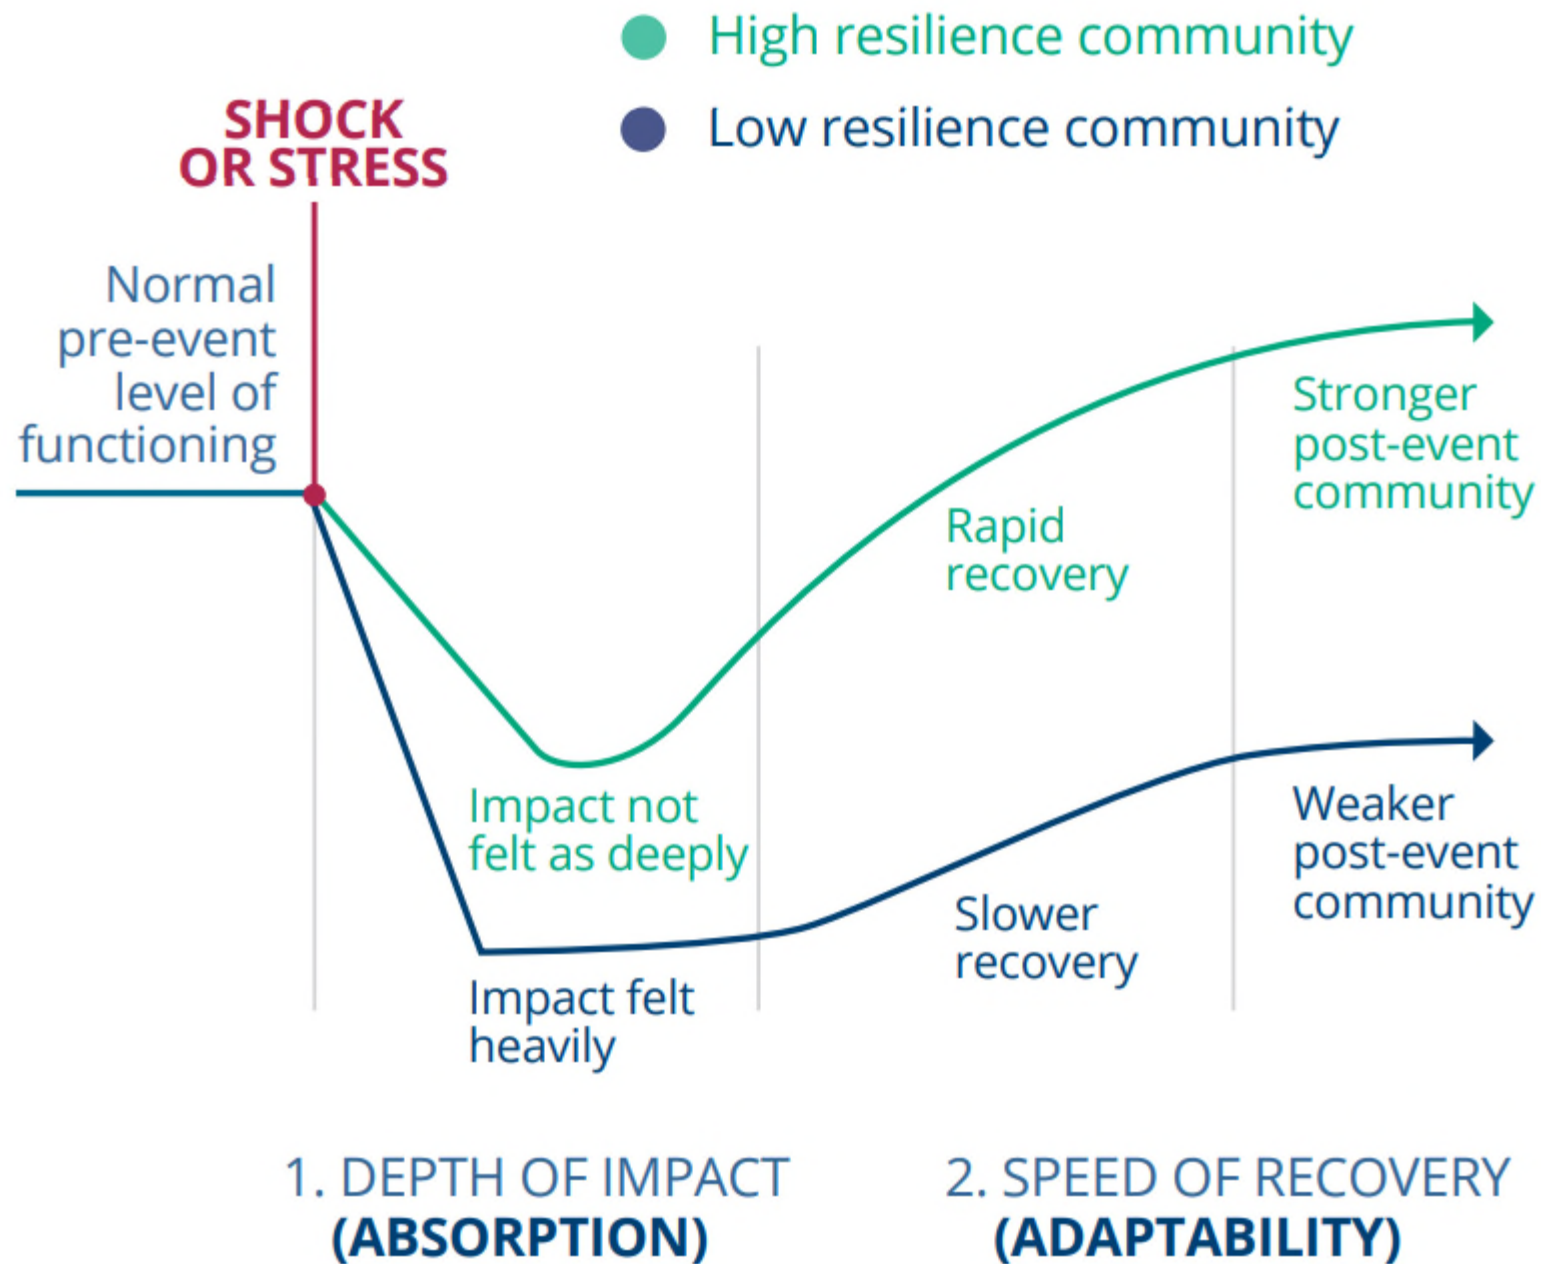 High resilience community
Low resilience community
SHOCK
OR STRESS
Normal
pre-event
level of
functioning
Stronger
post-event
community
Rapid
recovery
Impact not
felt as deeply
Weaker
post-event
community
Slower
recovery
Impact felt
heavily
1. DEPTH OF IMPACT
(ABSORPTION)
2. SPEED OF RECOVERY
(ADAPTABILITY)